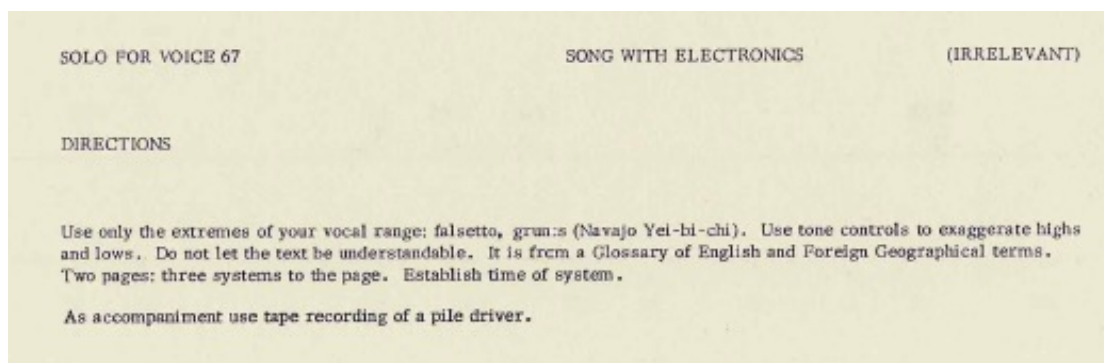 SOLO FOR VOICE 67 SONG WITH ELECTRONICS (IRRELEVANT)
DIRECTIONS
Use only the extremes of your vocal range: falsetto, grun:s (Navajo Yei-bi-chi). Use tone controls to exaggerate highs
and lows. Do not let the text be understandable. It is frcm a Glossary of English and Foreign Geographical terms.
Two pages: three systems to the page. Establish time of system.
As accompaniment use tape recording of a pile driver.